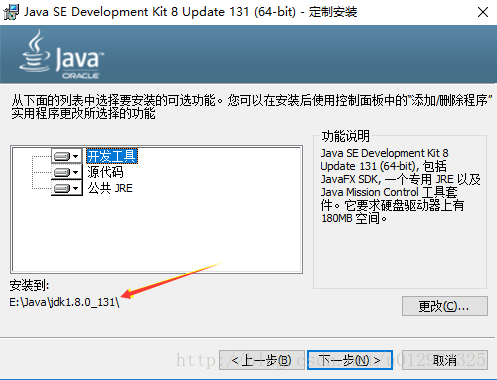 Java SE Development Kit 8 Update 131 (64-bit) - 定制安装
Java
ORACLE
从下面的列表中选择要安装的可选功能。您可以在安装后使用控制面板中的"添加/删除程序"
实用程序更改所选择的功能
开发工具
源代码
公共 JRE
功能说明
Java SE Development Kit 8
Update 131 (64-bit), 包括
JavaFX SDK, 一个专用 JRE 以及
Java Mission Control 工具套
件。它要求硬盘驱动器上有
180MB 空间。
安装到:
E:\Java\jdk1.8.0_131\
更改(C)...
< 上一步(B)
下一步(N) >
取消